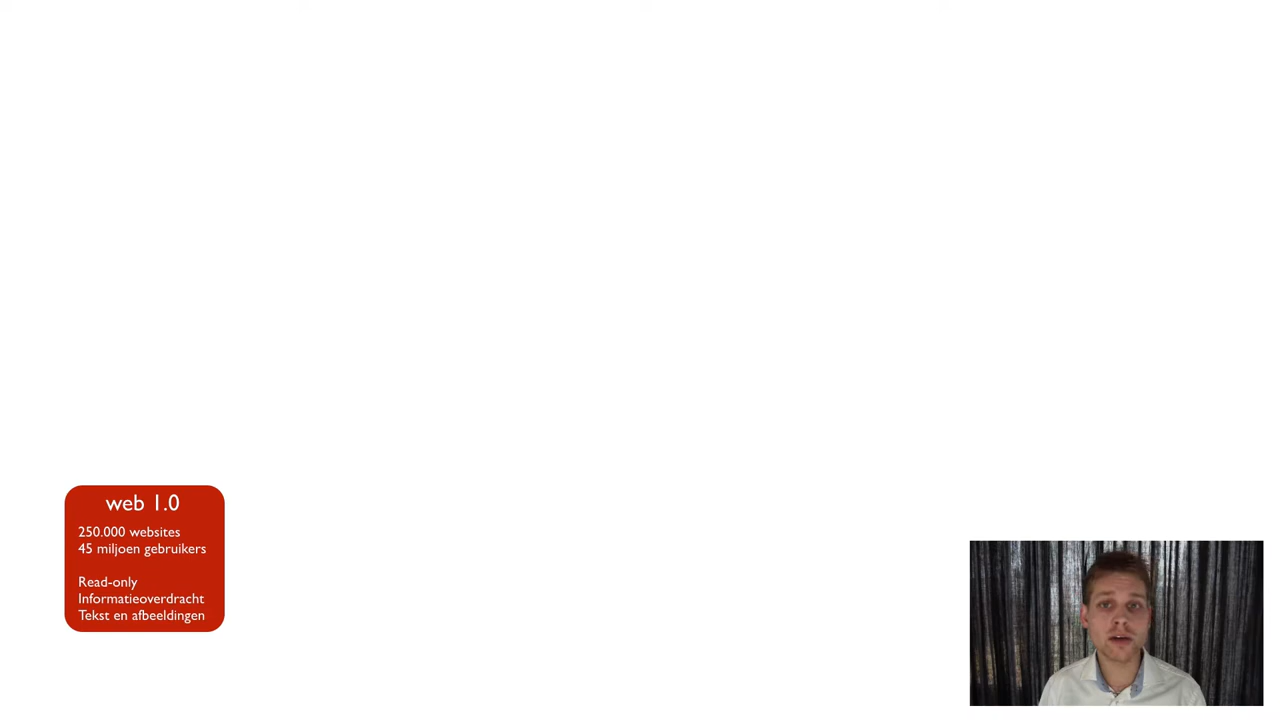 web 1.0
250.000 websites
45 miljoen gebruikers
Read-only
Informatieoverdracht
Tekst en afbeeldingen